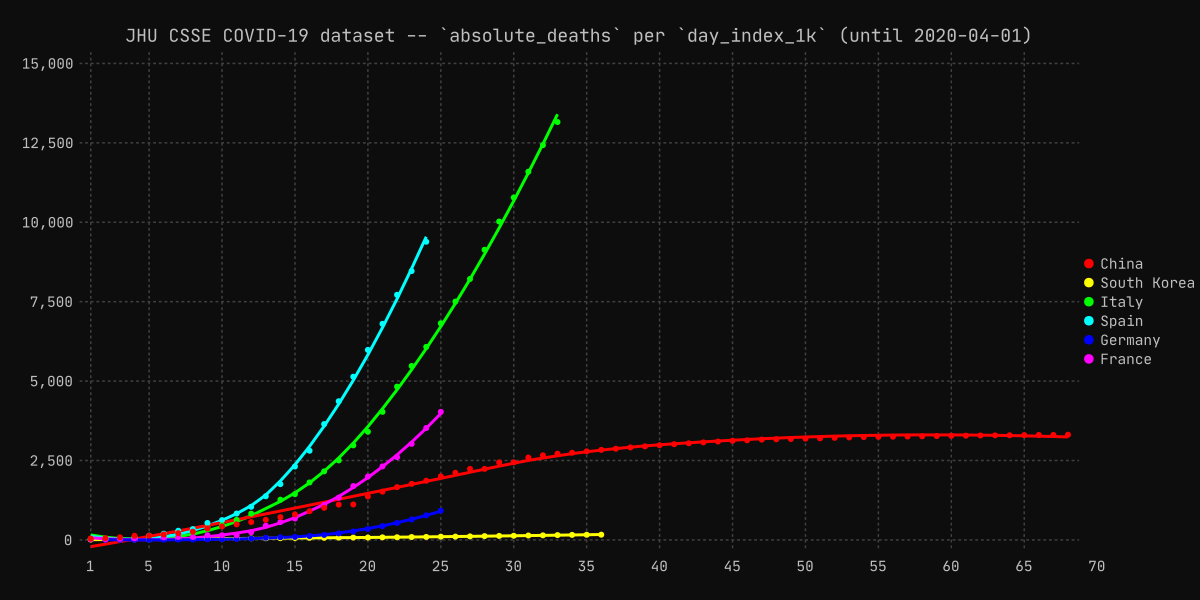 JHU CSSE COVID-19 dataset -- `absolute_deaths` per `day_index_1k` (until 2020-04-01)
15,000
12,500
10,000
7,500
5,000
2,500
0
China
South Korea
Italy
Spain
Germany
France
1 5 10 15 20 25 30 35 40 45 50 55 60 65 70